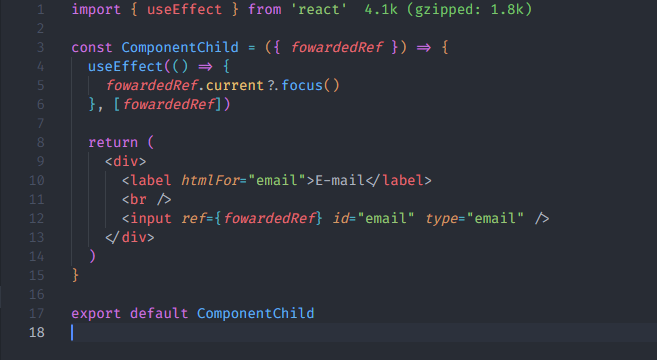 1 import { useEffect } from 'react' 4.1k (gzipped: 1.8k)
2
3 const ComponentChild = ({ fowardedRef }) => {
4 useEffect(() => {
5 fowardedRef.current?.focus()
6 }, [fowardedRef])
7
8 return (
9 <div>
10 <label htmlFor="email">E-mail</label>
11 <br />
12 <input ref={fowardedRef} id="email" type="email" />
13 </div>
14 )
15 }
16
17 export default ComponentChild
18